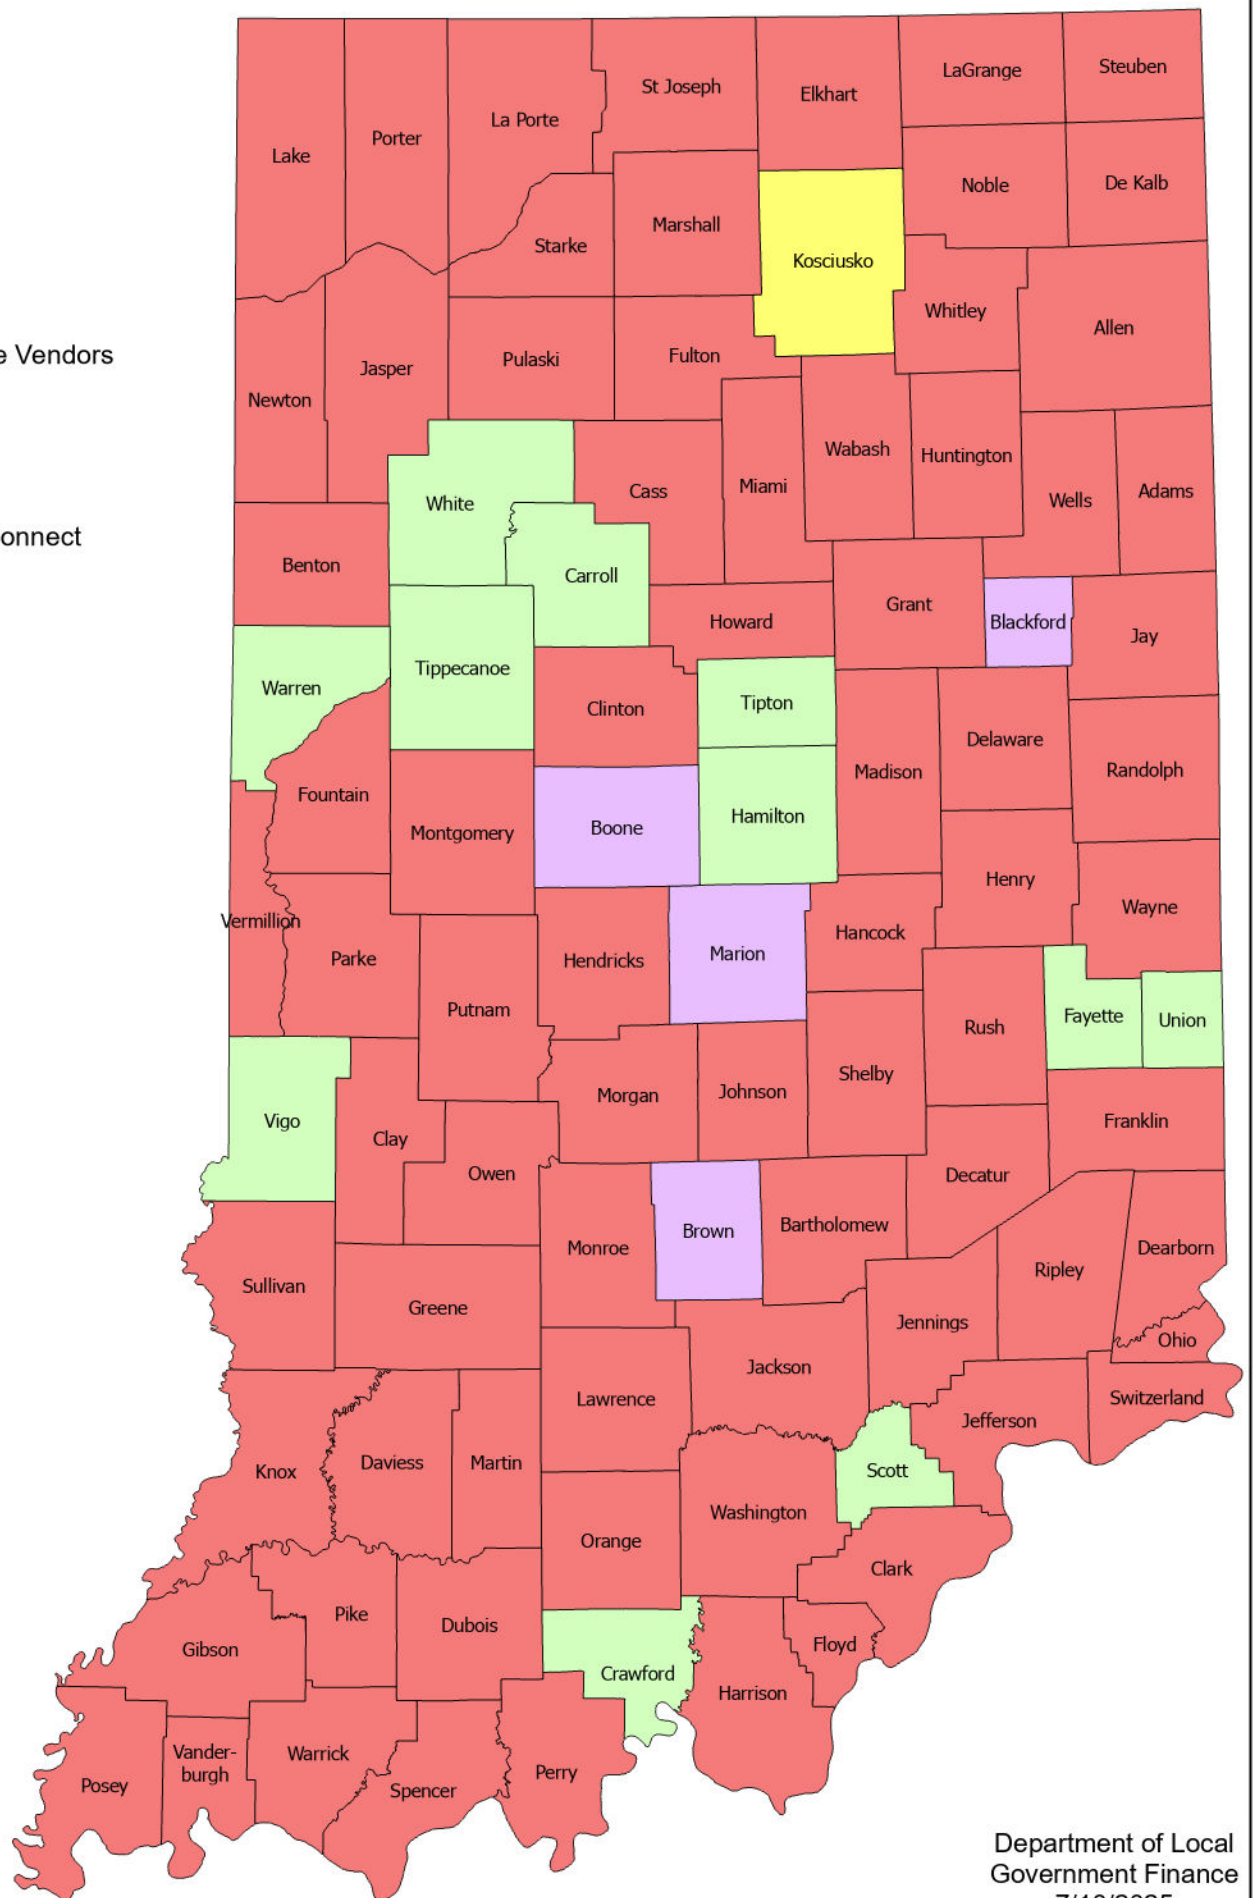 St Joseph
Elkhart
LaGrange
Steuben
La Porte
Porter
Lake
Noble
De Kalb
Marshall
Starke
Kosciusko
Whitley
Allen
e Vendors
Pulaski
Fulton
Jasper
Newton
Wabash
Huntington
Cass
Miami
Wells
Adams
White
onnect
Benton
Carroll
Grant
Howard
Blackford
Jay
Tippecanoe
Warren
Clinton
Tipton
Delaware
Madison
Randolph
Fountain
Montgomery
Boone
Hamilton
Henry
Wayne
Vermillion
Parke
Hendricks
Marion
Hancock
Putnam
Rush
Fayette
Union
Shelby
Morgan
Johnson
Vigo
Clay
Franklin
Owen
Decatur
Monroe
Brown
Bartholomew
Dearborn
Ripley
Sullivan
Greene
Jennings
Ohio
Jackson
Lawrence
Switzerland
Jefferson
Knox
Daviess
Martin
Scott
Washington
Orange
Clark
Pike
Dubois
Gibson
Floyd
Crawford
Harrison
Posey
Vander-
burgh
Warrick
Spencer
Perry
Department of Local
Government Finance